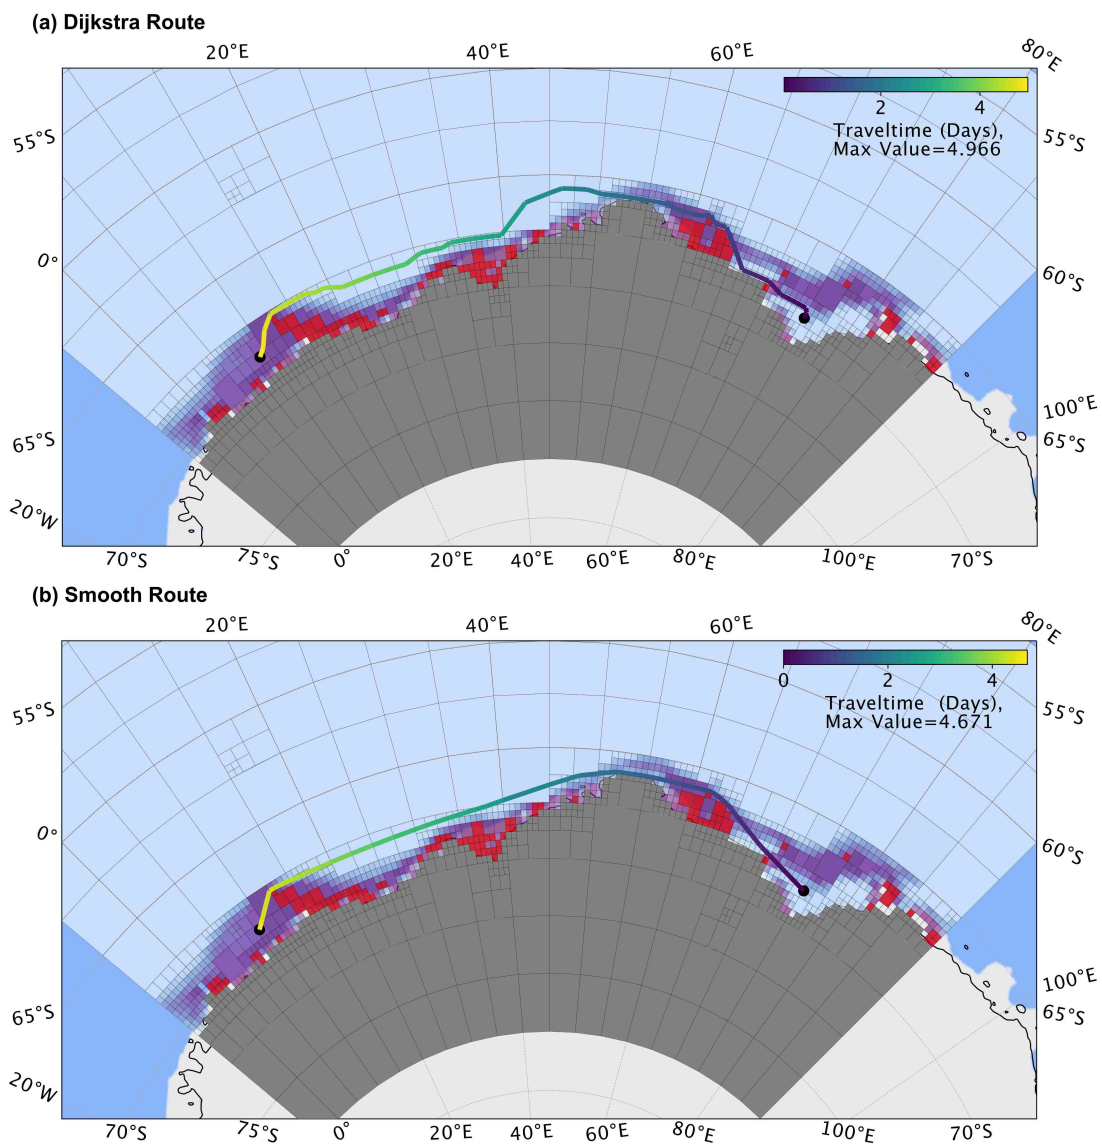 (a) Dijkstra Route
20°E 40°E 60°E 80°E
2 4
Traveltime (Days),
Max Value=4.966
55°S 55°S
0° 60°S
100°E
65°S 65°S
20°W
70°S 75°S 0° 20°E 40°E 60°E 80°E 100°E 70°S
(b) Smooth Route
20°E 40°E 60°E 80°E
0 2 4
Traveltime (Days),
Max Value=4.671
55°S 55°S
0° 60°S
100°E
65°S 65°S
20°W
70°S 75°S 0° 20°E 40°E 60°E 80°E 100°E 70°S